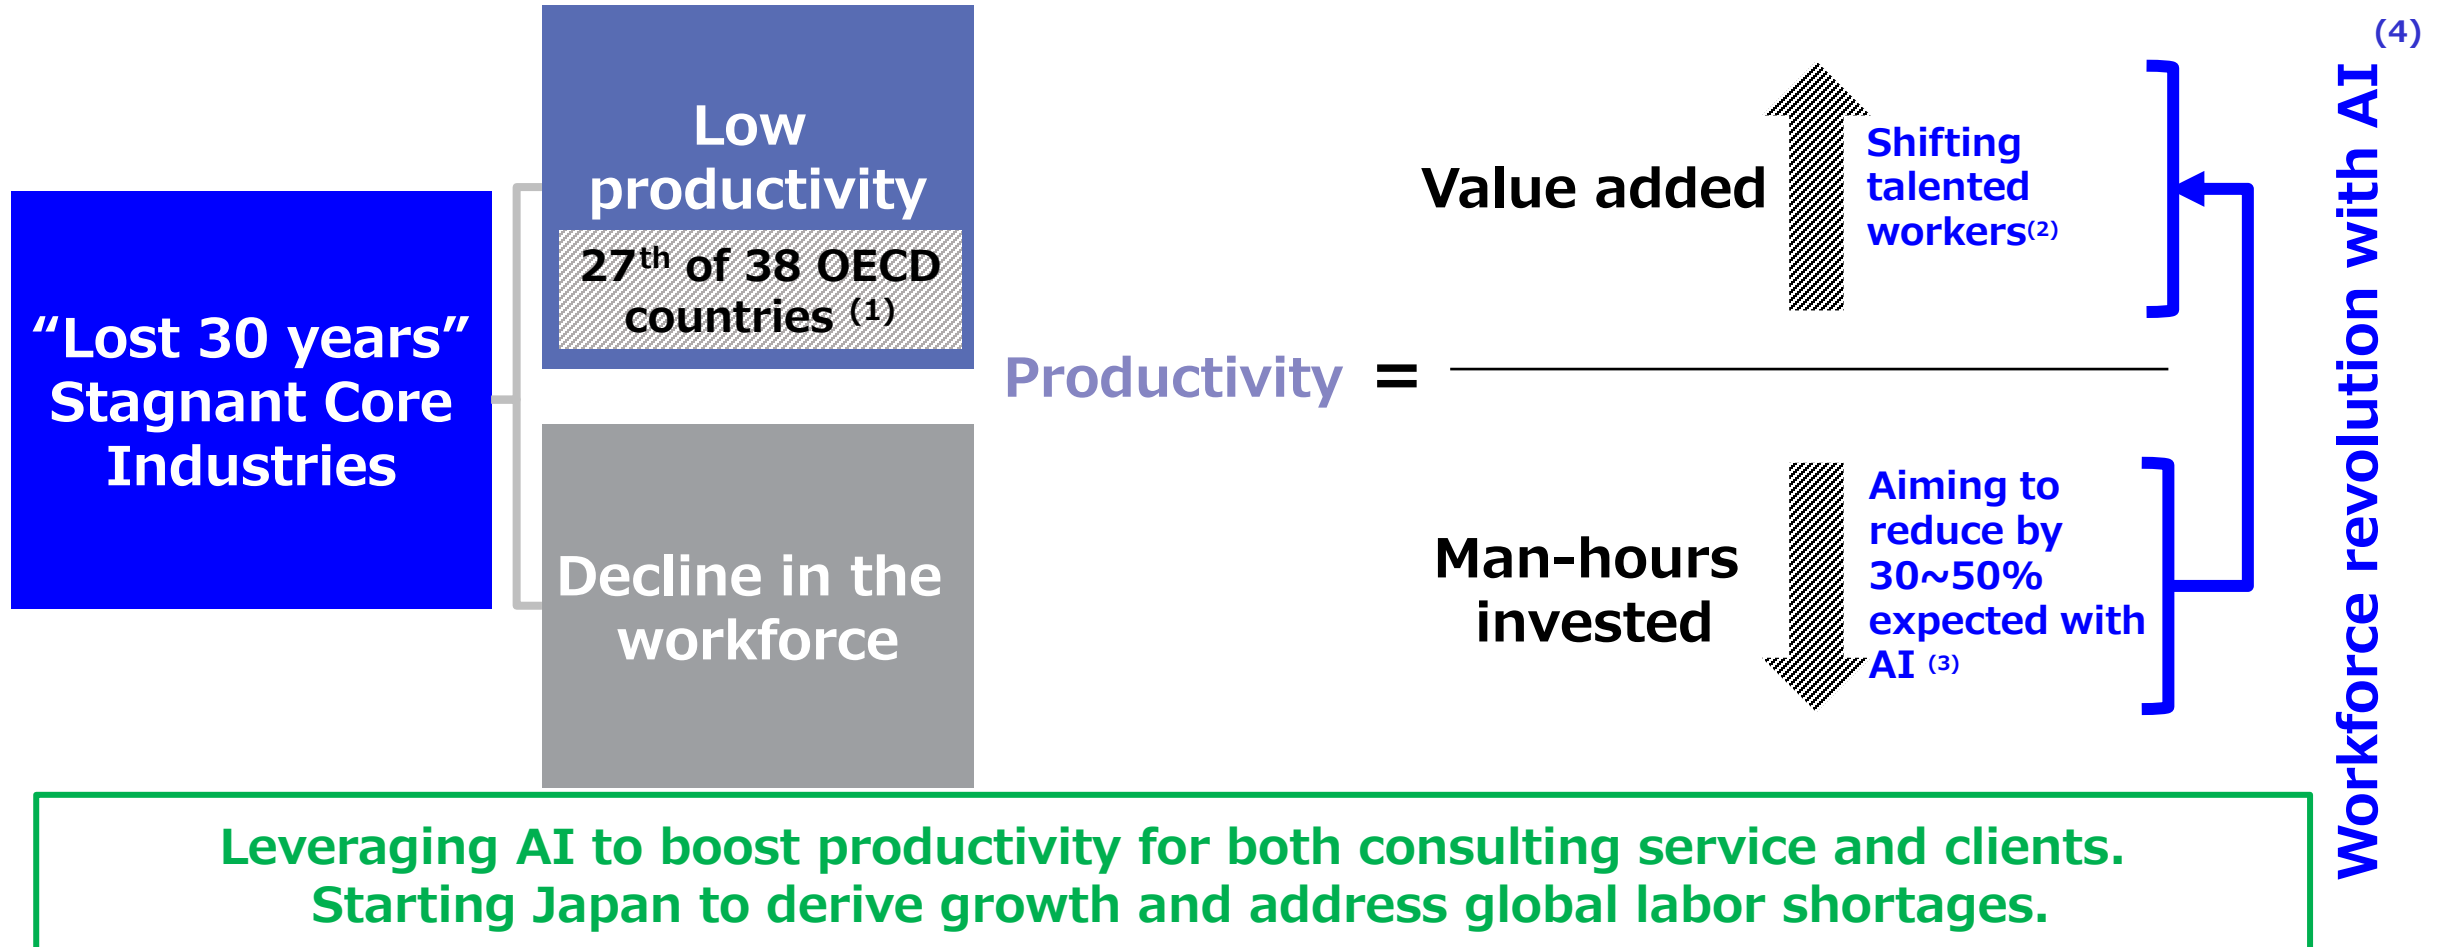 “Lost 30 years”
Stagnant Core
Industries
Low
productivity
27th of 38 OECD
countries (1)
Decline in the
workforce
Productivity =
Value added
Shifting
talented
workers(2)
Man-hours
invested
Aiming to
reduce by
30~50%
expected with
AI (3)
Workforce revolution with AI (4)
Leveraging AI to boost productivity for both consulting service and clients.
Starting Japan to derive growth and address global labor shortages.